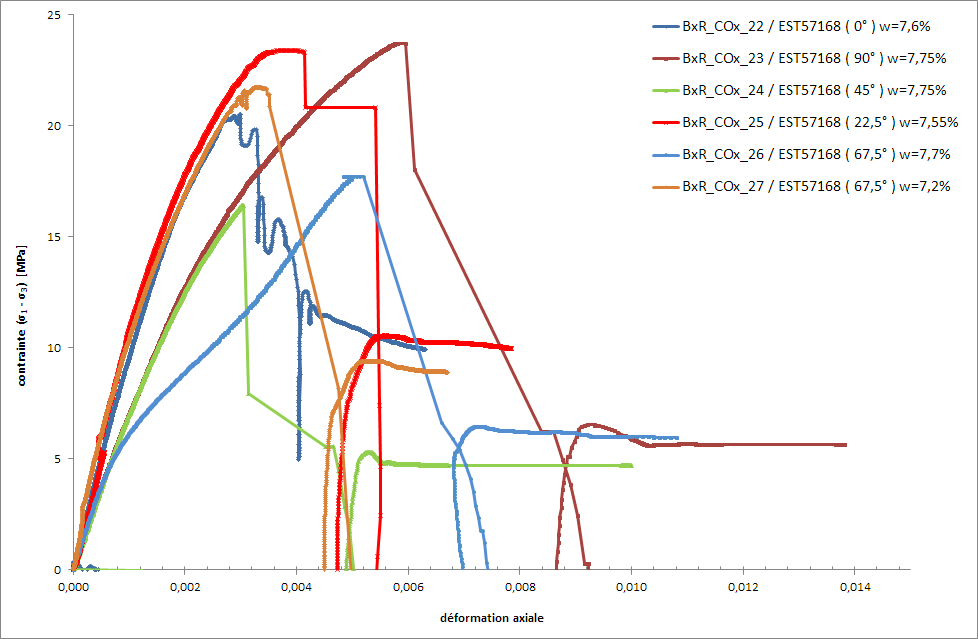 25
20
15
10
5
0
contrainte (σ1 - σ3) [MPa]
BxR_COx_22 / EST57168 ( 0° ) w=7,6%
BxR_COx_23 / EST57168 ( 90° ) w=7,75%
BxR_COx_24 / EST57168 ( 45° ) w=7,75%
BxR_COx_25 / EST57168 ( 22,5° ) w=7,55%
BxR_COx_26 / EST57168 ( 67,5° ) w=7,7%
BxR_COx_27 / EST57168 ( 67,5° ) w=7,2%
0,000 0,002 0,004 0,006 0,008 0,010 0,012 0,014
déformation axiale